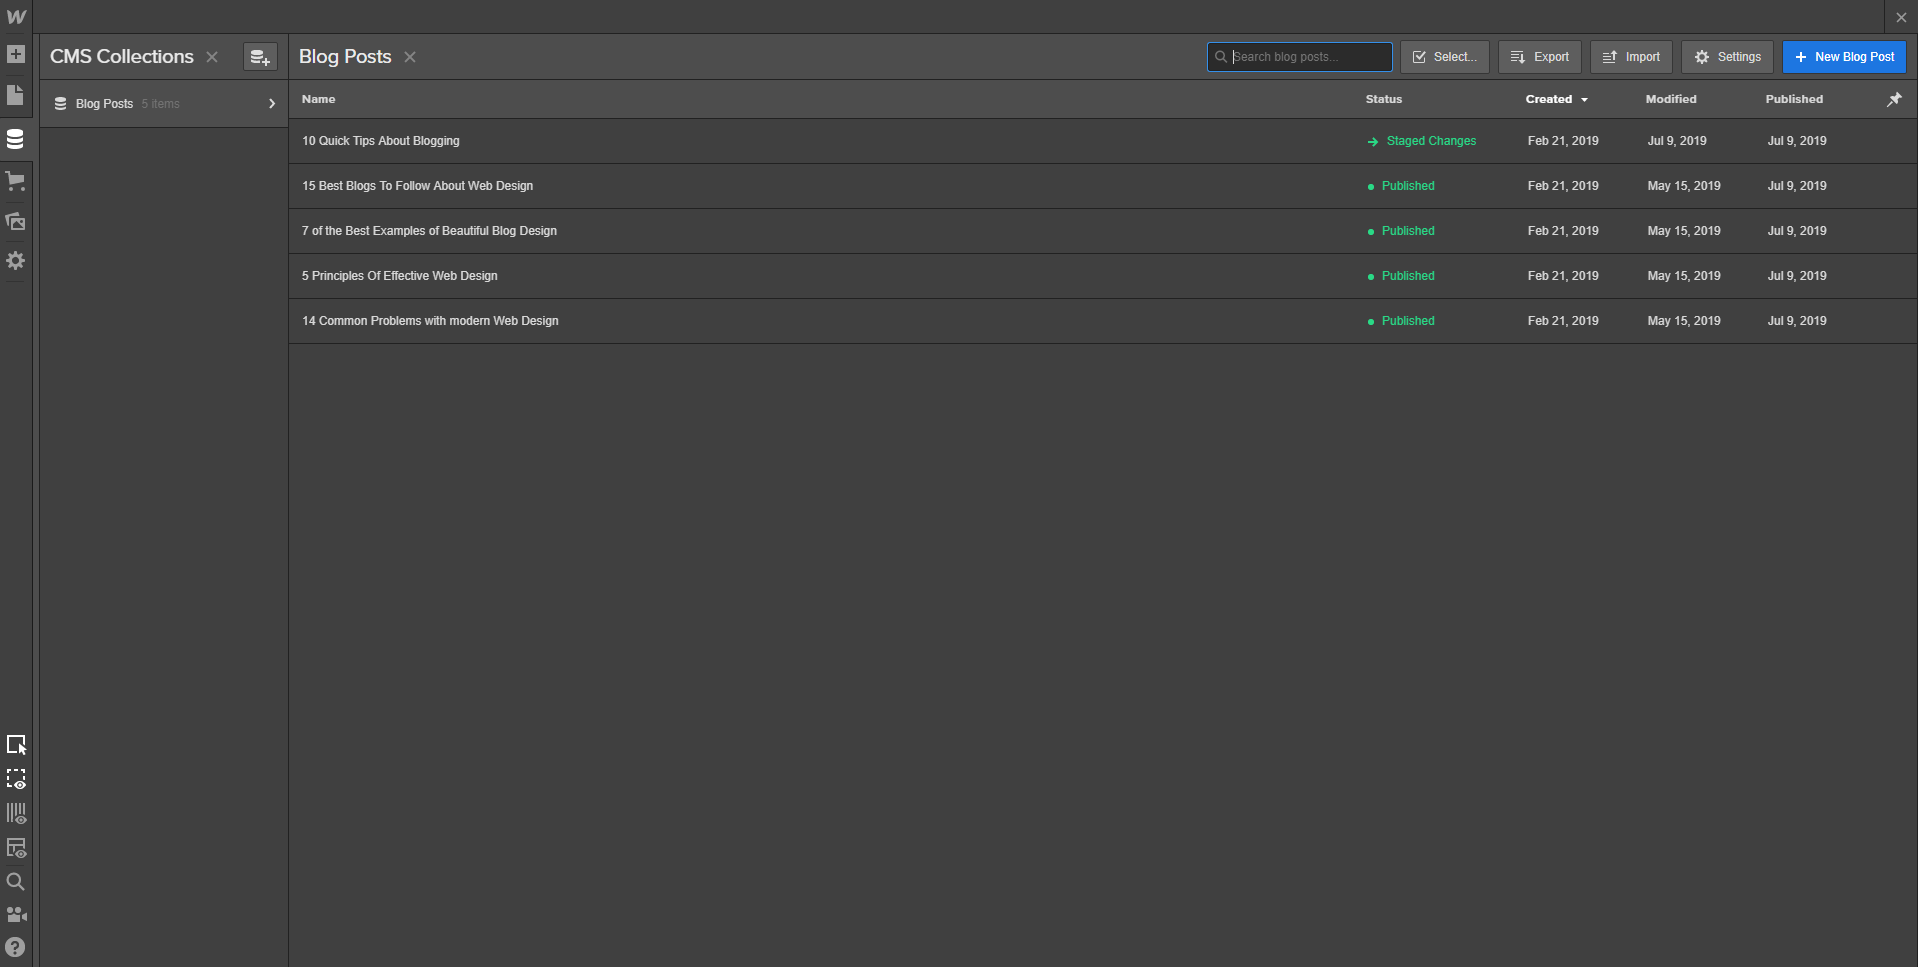 CMS Collections
Blog Posts
Search blog posts...
Select...
Export
Import
Settings
New Blog Post
Blog Posts 5 items
Name Status Created Modified Published
10 Quick Tips About Blogging Staged Changes Feb 21, 2019 Jul 9, 2019 Jul 9, 2019
15 Best Blogs To Follow About Web Design Published Feb 21, 2019 May 15, 2019 Jul 9, 2019
7 of the Best Examples of Beautiful Blog Design Published Feb 21, 2019 May 15, 2019 Jul 9, 2019
5 Principles Of Effective Web Design Published Feb 21, 2019 May 15, 2019 Jul 9, 2019
14 Common Problems with modern Web Design Published Feb 21, 2019 May 15, 2019 Jul 9, 2019